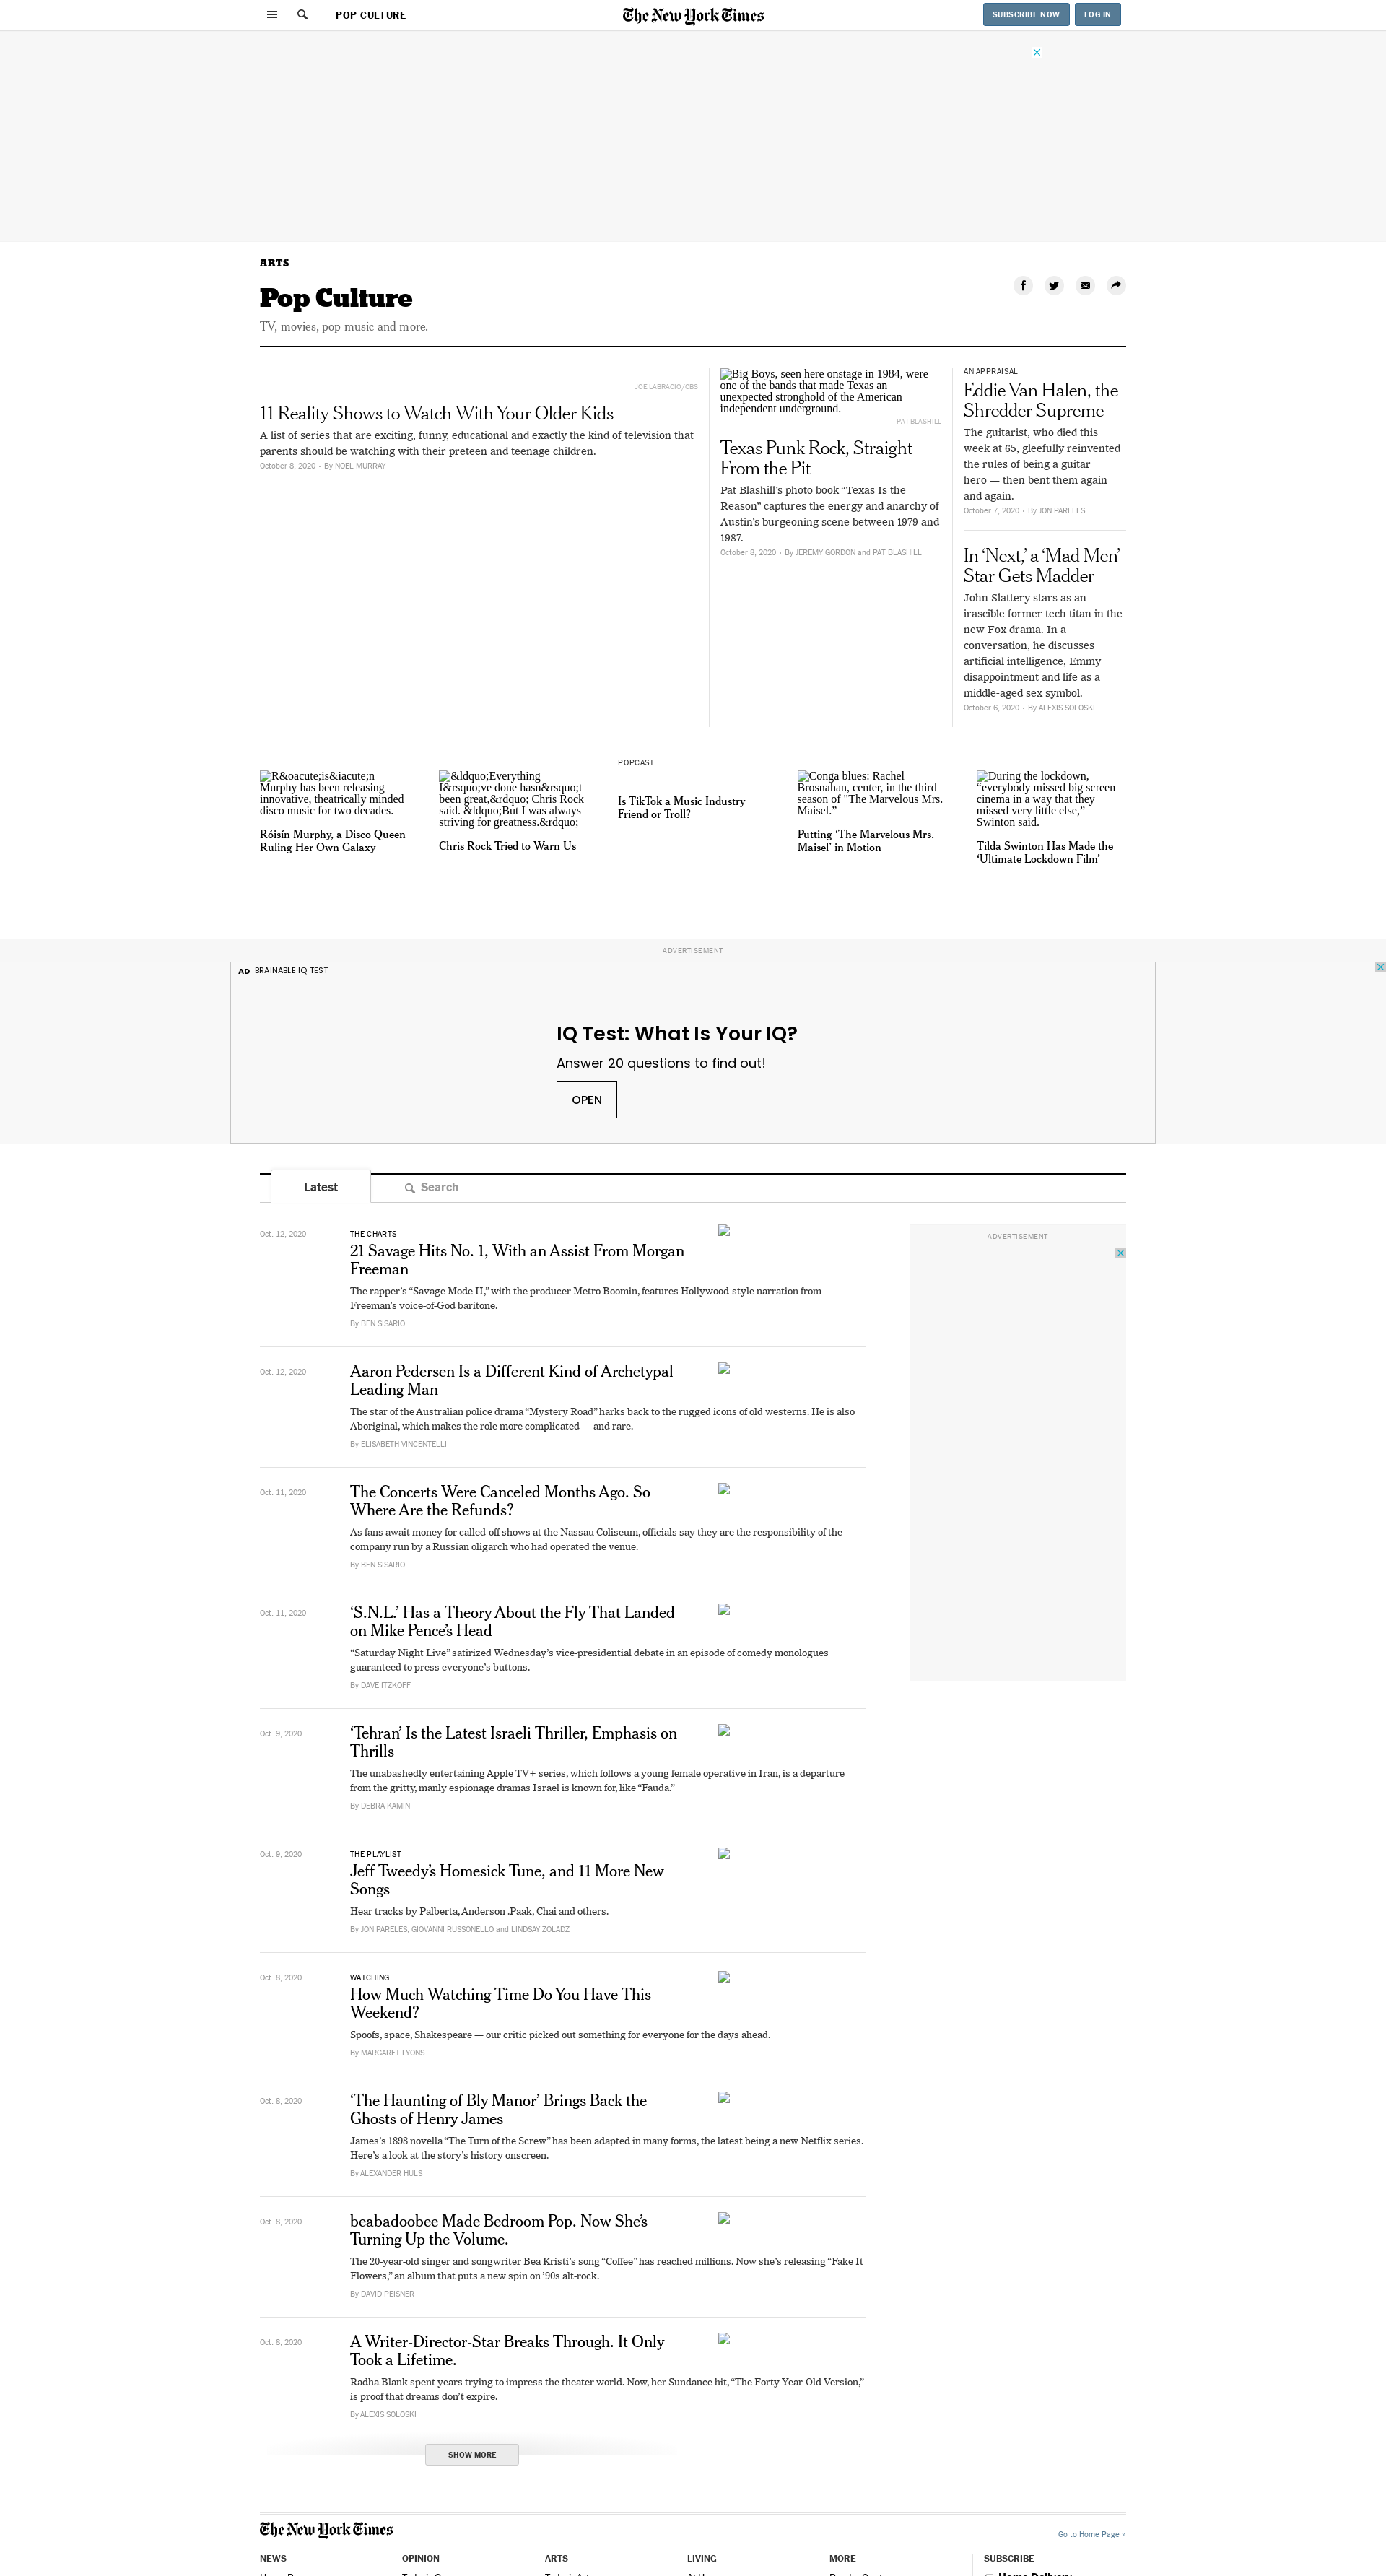 POP CULTURE
The New York Times
SUBSCRIBE NOW
LOG IN
ARTS
Pop Culture
TV, movies, pop music and more.
JOE LABRACIO/CBS
11 Reality Shows to Watch With Your Older Kids
A list of series that are exciting, funny, educational and exactly the kind of television that
parents should be watching with their preteen and teenage children.
October 8, 2020 • By NOEL MURRAY
Big Boys, seen here onstage in 1984, were
one of the bands that made Texas an
unexpected stronghold of the American
independent underground.
PAT BLASHILL
Texas Punk Rock, Straight
From the Pit
Pat Blashill’s photo book “Texas Is the
Reason” captures the energy and anarchy of
Austin’s burgeoning scene between 1979 and
1987.
October 8, 2020 • By JEREMY GORDON and PAT BLASHILL
AN APPRAISAL
Eddie Van Halen, the
Shredder Supreme
The guitarist, who died this
week at 65, gleefully reinvented
the rules of being a guitar
hero — then bent them again
and again.
October 7, 2020 • By JON PARELES
In ‘Next,’ a ‘Mad Men’
Star Gets Madder
John Slattery stars as an
irascible former tech titan in the
new Fox drama. In a
conversation, he discusses
artificial intelligence, Emmy
disappointment and life as a
middle-aged sex symbol.
October 6, 2020 • By ALEXIS SOLOSKI
R&oacute;is&iacute;n
Murphy has been releasing
innovative, theatrically minded
disco music for two decades.
Róisín Murphy, a Disco Queen
Ruling Her Own Galaxy
&ldquo;Everything
I&rsquo;ve done hasn&rsquo;t
been great,&rdquo; Chris Rock
said. &ldquo;But I was always
striving for greatness.&rdquo;
Chris Rock Tried to Warn Us
POPCAST
Is TikTok a Music Industry
Friend or Troll?
Conga blues: Rachel
Brosnahan, center, in the third
season of "The Marvelous Mrs.
Maisel.”
Putting ‘The Marvelous Mrs.
Maisel’ in Motion
During the lockdown,
“everybody missed big screen
cinema in a way that they
missed very little else,”
Swinton said.
Tilda Swinton Has Made the
‘Ultimate Lockdown Film’
ADVERTISEMENT
AD BRAINABLE IQ TEST
IQ Test: What Is Your IQ?
Answer 20 questions to find out!
OPEN
Latest
Search
ADVERTISEMENT
Oct. 12, 2020
THE CHARTS
21 Savage Hits No. 1, With an Assist From Morgan
Freeman
The rapper’s “Savage Mode II,” with the producer Metro Boomin, features Hollywood-style narration from
Freeman’s voice-of-God baritone.
By BEN SISARIO
Oct. 12, 2020
Aaron Pedersen Is a Different Kind of Archetypal
Leading Man
The star of the Australian police drama “Mystery Road” harks back to the rugged icons of old westerns. He is also
Aboriginal, which makes the role more complicated — and rare.
By ELISABETH VINCENTELLI
Oct. 11, 2020
The Concerts Were Canceled Months Ago. So
Where Are the Refunds?
As fans await money for called-off shows at the Nassau Coliseum, officials say they are the responsibility of the
company run by a Russian oligarch who had operated the venue.
By BEN SISARIO
Oct. 11, 2020
‘S.N.L.’ Has a Theory About the Fly That Landed
on Mike Pence’s Head
“Saturday Night Live” satirized Wednesday’s vice-presidential debate in an episode of comedy monologues
guaranteed to press everyone’s buttons.
By DAVE ITZKOFF
Oct. 9, 2020
‘Tehran’ Is the Latest Israeli Thriller, Emphasis on
Thrills
The unabashedly entertaining Apple TV+ series, which follows a young female operative in Iran, is a departure
from the gritty, manly espionage dramas Israel is known for, like “Fauda.”
By DEBRA KAMIN
Oct. 9, 2020
THE PLAYLIST
Jeff Tweedy’s Homesick Tune, and 11 More New
Songs
Hear tracks by Palberta, Anderson .Paak, Chai and others.
By JON PARELES, GIOVANNI RUSSONELLO and LINDSAY ZOLADZ
Oct. 8, 2020
WATCHING
How Much Watching Time Do You Have This
Weekend?
Spoofs, space, Shakespeare — our critic picked out something for everyone for the days ahead.
By MARGARET LYONS
Oct. 8, 2020
‘The Haunting of Bly Manor’ Brings Back the
Ghosts of Henry James
James’s 1898 novella “The Turn of the Screw” has been adapted in many forms, the latest being a new Netflix series.
Here’s a look at the story’s history onscreen.
By ALEXANDER HULS
Oct. 8, 2020
beabadoobee Made Bedroom Pop. Now She’s
Turning Up the Volume.
The 20-year-old singer and songwriter Bea Kristi’s song “Coffee” has reached millions. Now she’s releasing “Fake It
Flowers,” an album that puts a new spin on ’90s alt-rock.
By DAVID PEISNER
Oct. 8, 2020
A Writer-Director-Star Breaks Through. It Only
Took a Lifetime.
Radha Blank spent years trying to impress the theater world. Now, her Sundance hit, “The Forty-Year-Old Version,”
is proof that dreams don’t expire.
By ALEXIS SOLOSKI
SHOW MORE
The New York Times
Go to Home Page »
NEWS
OPINION
ARTS
LIVING
MORE
SUBSCRIBE